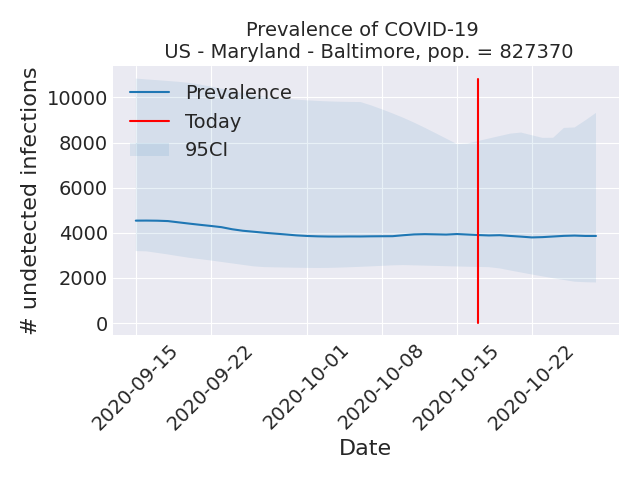 Prevalence of COVID-19
US - Maryland - Baltimore, pop. = 827370
# undetected infections
10000
8000
6000
4000
2000
0
Prevalence
Today
95CI
2020-09-15
2020-09-22
2020-10-01
2020-10-08
2020-10-15
2020-10-22
Date